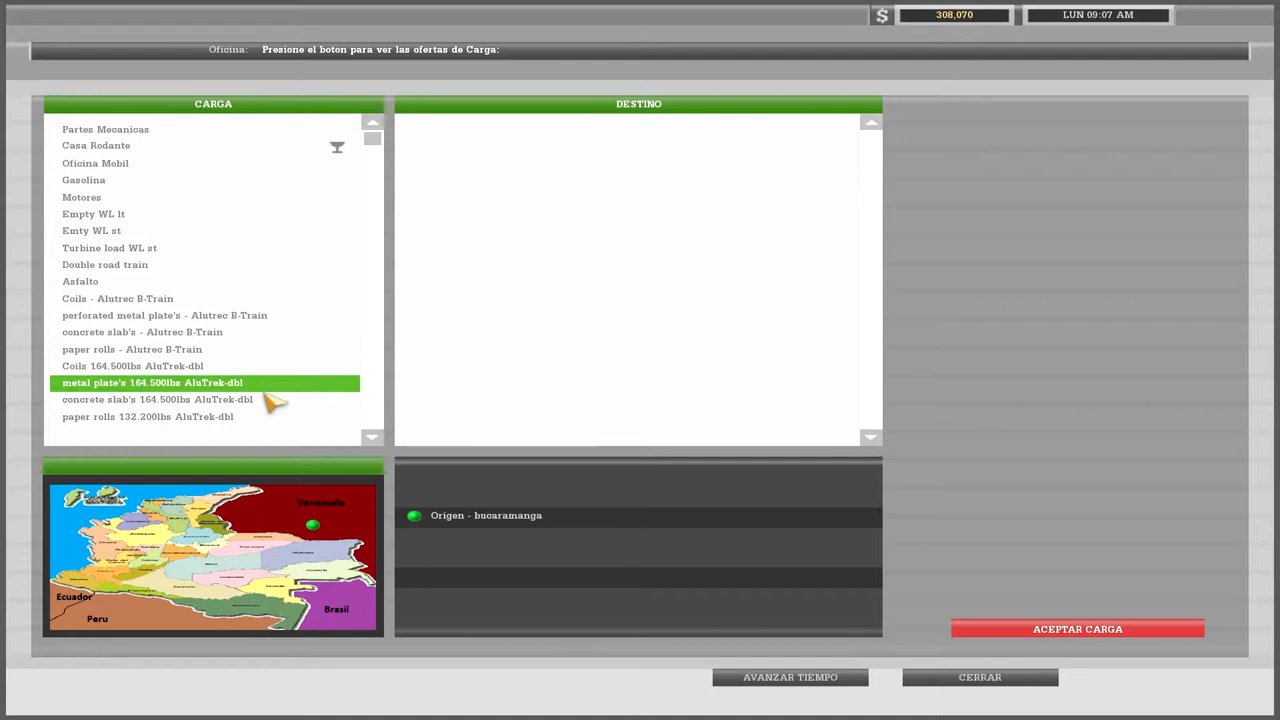 $ 308,070 LUN 09:07 AM
Oficina: Presione el boton para ver las ofertas de Carga:
CARGA
DESTINO
Partes Mecanicas
Casa Rodante
Oficina Mobil
Gasolina
Motores
Empty WL lt
Emty WL st
Turbine load WL st
Double road train
Asfalto
Coils - Alutrec B-Train
perforated metal plate's - Alutrec B-Train
concrete slab's - Alutrec B-Train
paper rolls - Alutrec B-Train
Coils 164.500lbs AluTrek-dbl
metal plate's 164.500lbs AluTrek-dbl
concrete slab's 164.500lbs AluTrek-dbl
paper rolls 132.200lbs AluTrek-dbl
Venezuela
Ecuador
Peru
Brasil
Origen - bucaramanga
ACEPTAR CARGA
AVANZAR TIEMPO
CERRAR